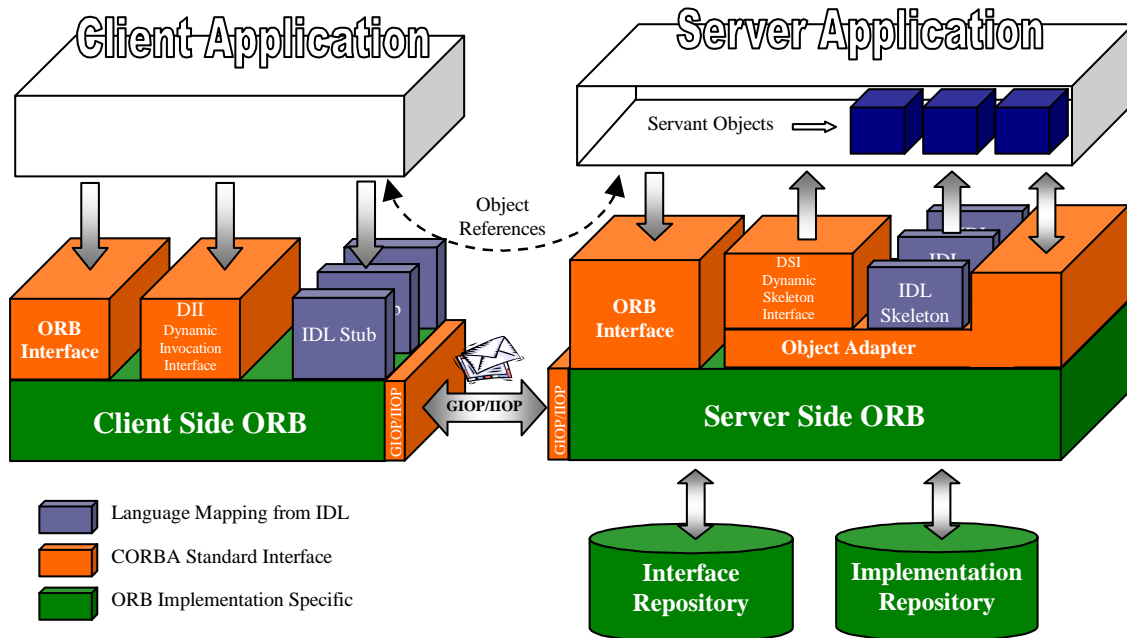 Client Application
Server Application
Servant Objects
Object
References
ORB
Interface
DII
Dynamic
Invocation
Interface
IDL Stub
ORB
Interface
DSI
Dynamic
Skeleton
Interface
IDL
IDL
Skeleton
Object Adapter
Client Side ORB
GIOP/IIOP
GIOP/IIOP
GIOP/IIOP
Server Side ORB
Language Mapping from IDL
CORBA Standard Interface
ORB Implementation Specific
Interface
Repository
Implementation
Repository